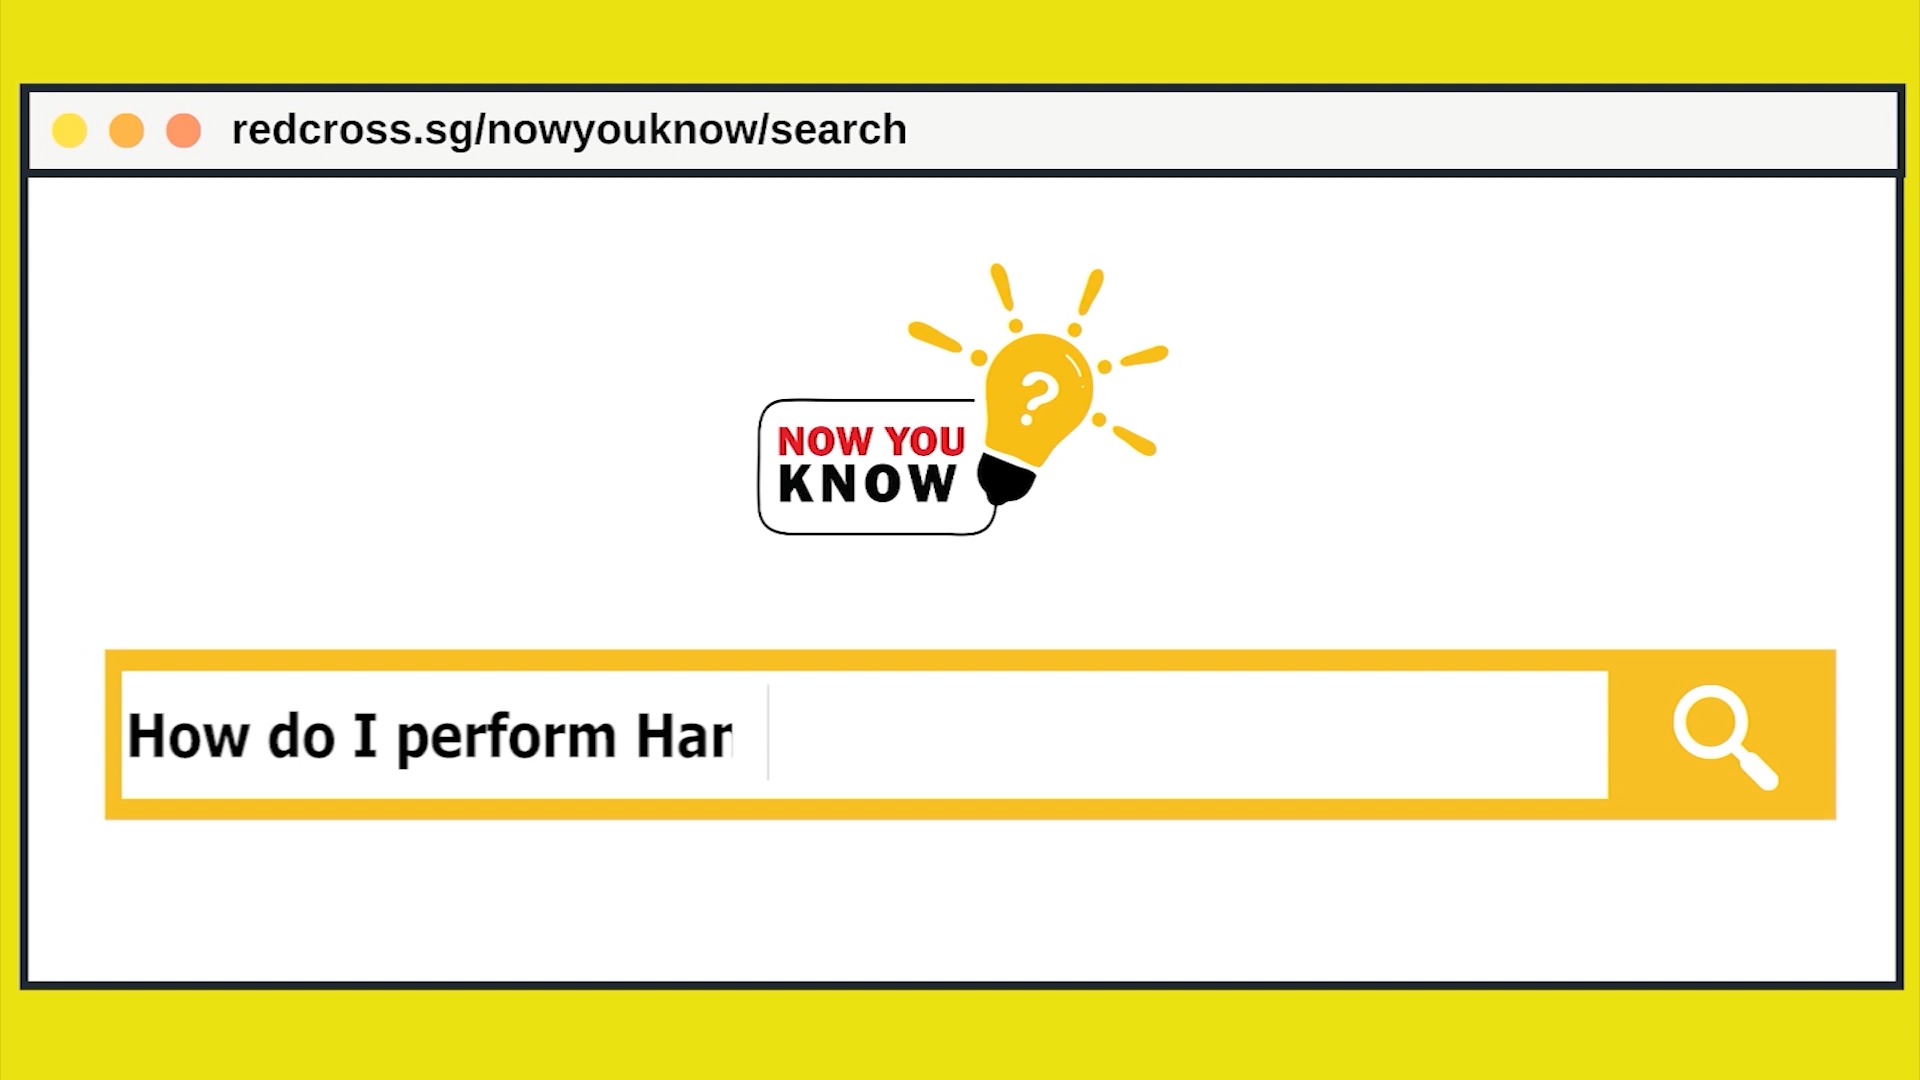 redcross.sg/nowyouknow/search
?
NOW YOU
KNOW
How do I perform Har